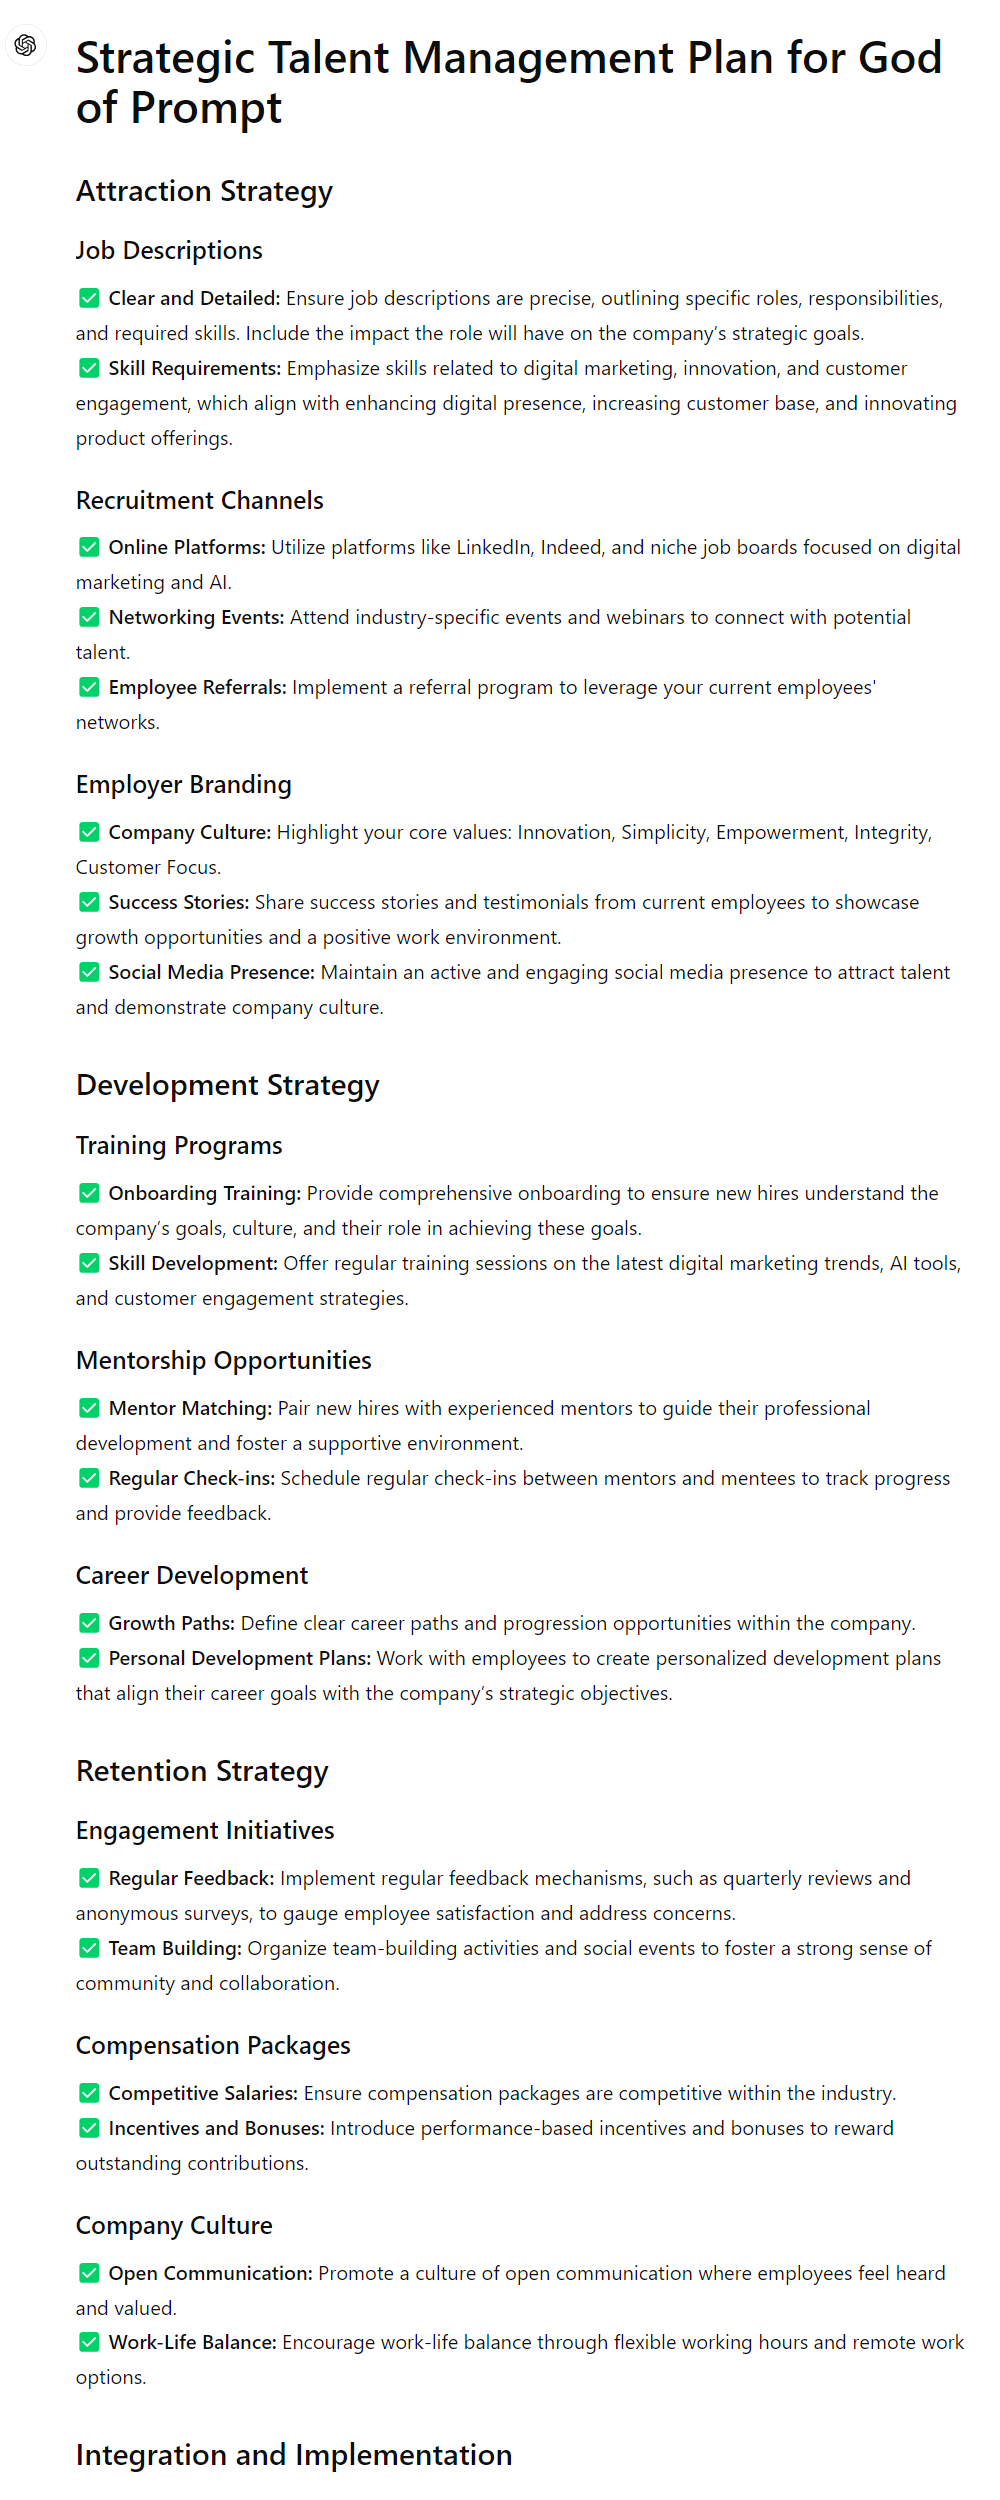 Strategic Talent Management Plan for God
of Prompt
Attraction Strategy
Job Descriptions
✅ Clear and Detailed: Ensure job descriptions are precise, outlining specific roles, responsibilities,
and required skills. Include the impact the role will have on the company’s strategic goals.
✅ Skill Requirements: Emphasize skills related to digital marketing, innovation, and customer
engagement, which align with enhancing digital presence, increasing customer base, and innovating
product offerings.
Recruitment Channels
✅ Online Platforms: Utilize platforms like LinkedIn, Indeed, and niche job boards focused on digital
marketing and AI.
✅ Networking Events: Attend industry-specific events and webinars to connect with potential
talent.
✅ Employee Referrals: Implement a referral program to leverage your current employees'
networks.
Employer Branding
✅ Company Culture: Highlight your core values: Innovation, Simplicity, Empowerment, Integrity,
Customer Focus.
✅ Success Stories: Share success stories and testimonials from current employees to showcase
growth opportunities and a positive work environment.
✅ Social Media Presence: Maintain an active and engaging social media presence to attract talent
and demonstrate company culture.
Development Strategy
Training Programs
✅ Onboarding Training: Provide comprehensive onboarding to ensure new hires understand the
company’s goals, culture, and their role in achieving these goals.
✅ Skill Development: Offer regular training sessions on the latest digital marketing trends, AI tools,
and customer engagement strategies.
Mentorship Opportunities
✅ Mentor Matching: Pair new hires with experienced mentors to guide their professional
development and foster a supportive environment.
✅ Regular Check-ins: Schedule regular check-ins between mentors and mentees to track progress
and provide feedback.
Career Development
✅ Growth Paths: Define clear career paths and progression opportunities within the company.
✅ Personal Development Plans: Work with employees to create personalized development plans
that align their career goals with the company’s strategic objectives.
Retention Strategy
Engagement Initiatives
✅ Regular Feedback: Implement regular feedback mechanisms, such as quarterly reviews and
anonymous surveys, to gauge employee satisfaction and address concerns.
✅ Team Building: Organize team-building activities and social events to foster a strong sense of
community and collaboration.
Compensation Packages
✅ Competitive Salaries: Ensure compensation packages are competitive within the industry.
✅ Incentives and Bonuses: Introduce performance-based incentives and bonuses to reward
outstanding contributions.
Company Culture
✅ Open Communication: Promote a culture of open communication where employees feel heard
and valued.
✅ Work-Life Balance: Encourage work-life balance through flexible working hours and remote work
options.
Integration and Implementation